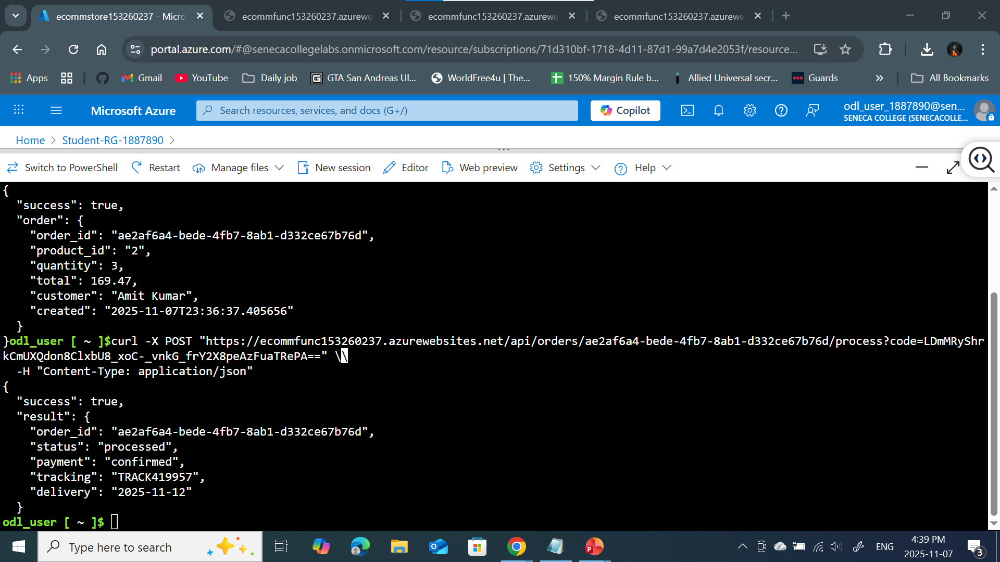 ecommstore153260237 - Micro
ecommfunc153260237.azurewe
ecommfunc153260237.azurewe
ecommfunc153260237.azurewe
portal.azure.com/#@senecacollegelabs.onmicrosoft.com/resource/subscriptions/71d310bf-1718-4d11-87d1-99a7d4e2053f/resource...
Apps
Gmail
YouTube
Daily job
GTA San Andreas Ul...
WorldFree4u | The...
150% Margin Rule b...
Allied Universal secr...
Guards
All Bookmarks
Microsoft Azure
Search resources, services, and docs (G+/)
Copilot
odl_user_1887890@sen...
SENECA COLLEGE (SENECACOLLE...
Home > Student-RG-1887890 >
Switch to PowerShell
Restart
Manage files
New session
Editor
Web preview
Settings
Help
{
"success": true,
"order": {
"order_id": "ae2af6a4-bede-4fb7-8ab1-d332ce67b76d",
"product_id": "2",
"quantity": 3,
"total": 169.47,
"customer": "Amit Kumar",
"created": "2025-11-07T23:36:37.405656"
}
}odl_user [ ~ ]$curl -X POST "https://ecommfunc153260237.azurewebsites.net/api/orders/ae2af6a4-bede-4fb7-8ab1-d332ce67b76d/process?code=LDmMRyShr
kCmUXQdon8ClxbU8_xoC-_vnkG_frY2X8peAzFuaTRePA==" \\
-H "Content-Type: application/json"
{
"success": true,
"result": {
"order_id": "ae2af6a4-bede-4fb7-8ab1-d332ce67b76d",
"status": "processed",
"payment": "confirmed",
"tracking": "TRACK419957",
"delivery": "2025-11-12"
}
odl_user [ ~ ]$
Type here to search
ENG
4:39 PM
2025-11-07
3